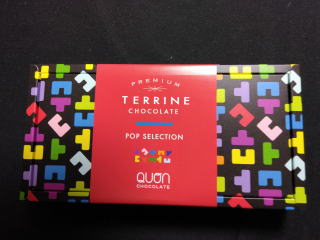 PREMIUM
TERRINE
CHOCOLATE
POP SELECTION
QUON
CHOCOLATE